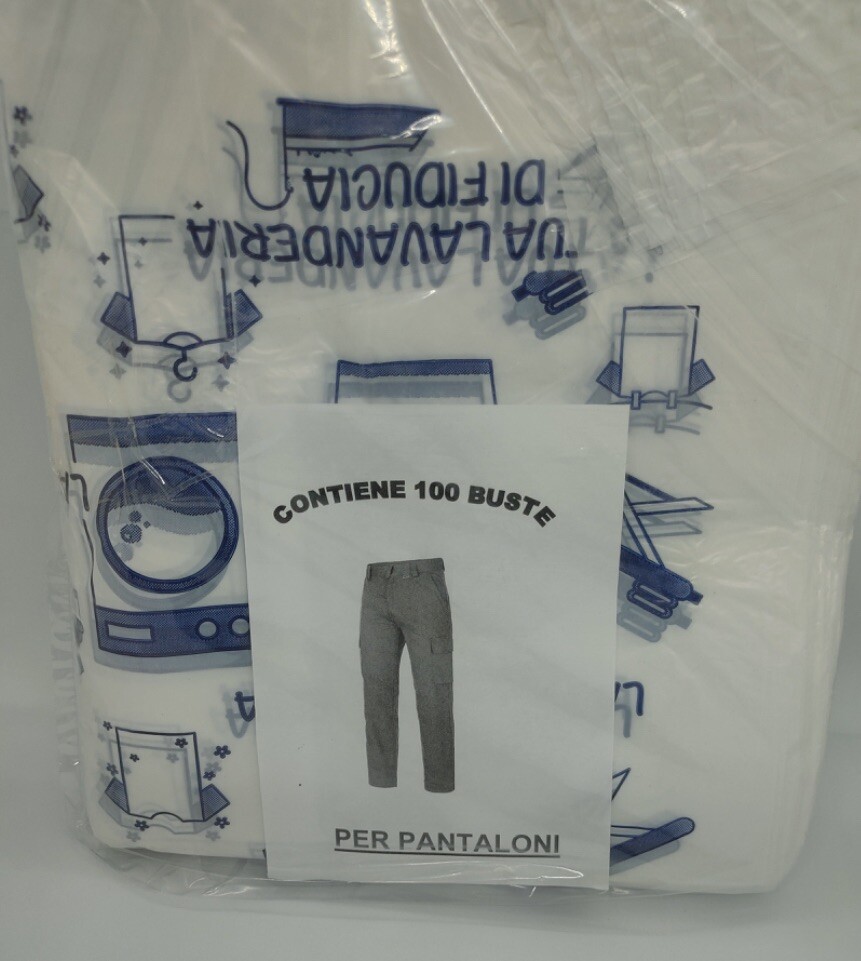 DI FIDUCIA
TUA LAVANDERIA
CONTIENE 100 BUSTE
PER PANTALONI